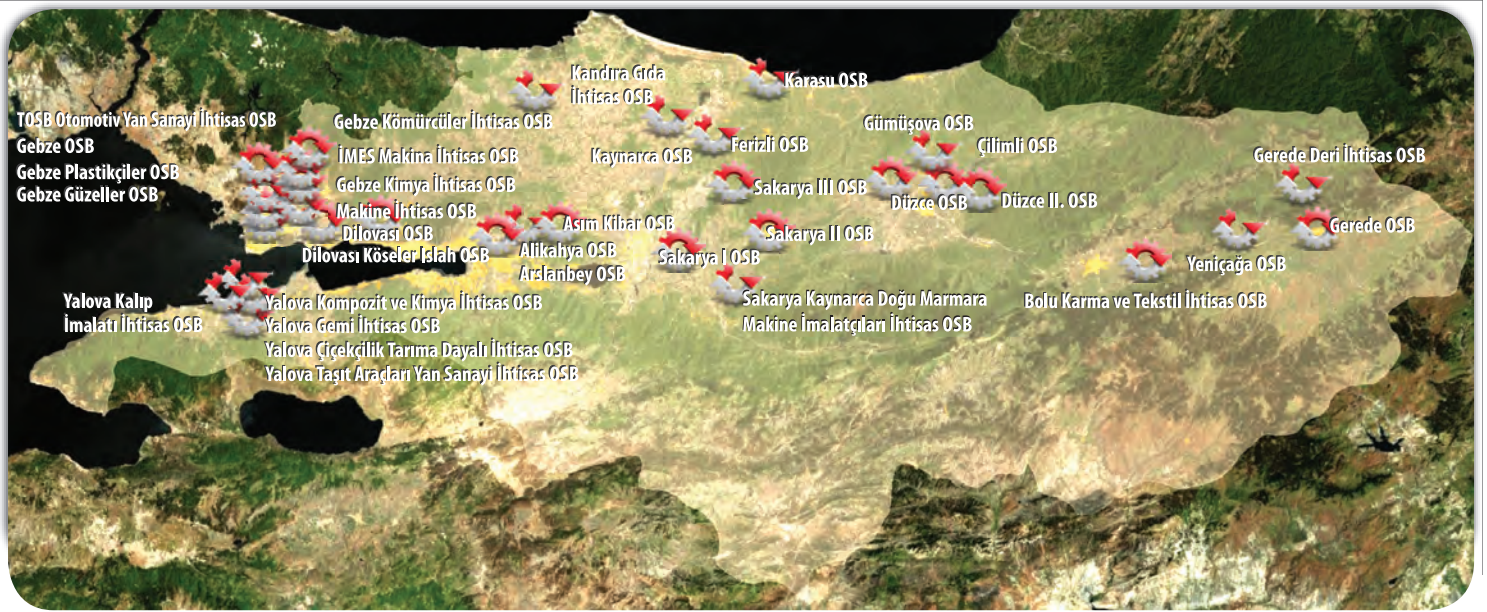 Kandıra Gıda
İhtisas OSB
Karasu OSB
TOSB Otomotiv Yan Sanayi İhtisas OSB
Gebze OSB
Gebze Plastikçiler OSB
Gebze Güzeller OSB
Gebze Kömürcüler İhtisas OSB
İMES Makina İhtisas OSB
Gebze Kimya İhtisas OSB
Makine İhtisas OSB
Dilovası OSB
Dilovası Köseler Islah OSB
Kaynarca OSB
Ferizli OSB
Gümüşova OSB
Çilimli OSB
Gerede Deri İhtisas OSB
Sakarya III OSB
Düzce OSB
Düzce II. OSB
Asım Kibar OSB
Alikahya OSB
Arslanbey OSB
Sakarya I OSB
Sakarya II OSB
Gerede OSB
Yeniçağa OSB
Bolu Karma ve Tekstil İhtisas OSB
Sakarya Kaynarca Doğu Marmara
Makine İmalatçıları İhtisas OSB
Yalova Kalıp
İmalatı İhtisas OSB
Yalova Kompozit ve Kimya İhtisas OSB
Yalova Gemi İhtisas OSB
Yalova Çiçekçilik Tarıma Dayalı İhtisas OSB
Yalova Taşıt Araçları Yan Sanayi İhtisas OSB